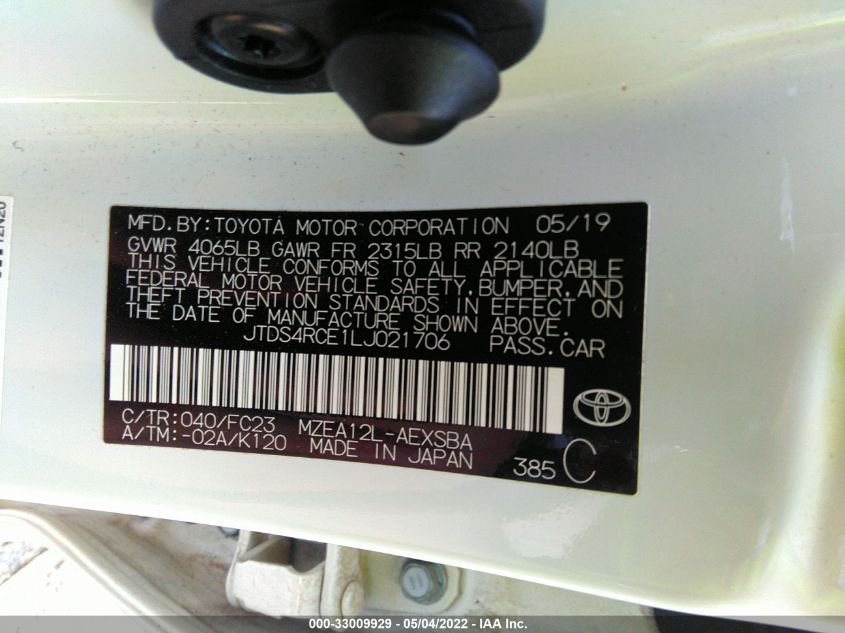 MFD.BY:TOYOTA MOTOR CORPORATION 05/19
GVWR 4065LB GAWR FR 2315LB RR 2140LB
THIS VEHICLE CONFORMS TO ALL APPLICABLE
FEDERAL MOTOR VEHICLE SAFETY,BUMPER,AND
THEFT PREVENTION STANDARDS IN EFFECT ON
THE DATE OF MANUFACTURE SHOWN ABOVE.
JTDS4RCE1LJ021706 PASS.CAR
C/TR:040/FC23 MZEA12L-AEXSBA
A/TM:-02A/K120 MADE IN JAPAN
385 C
000-33009929 - 05/04/2022 - IAA Inc.